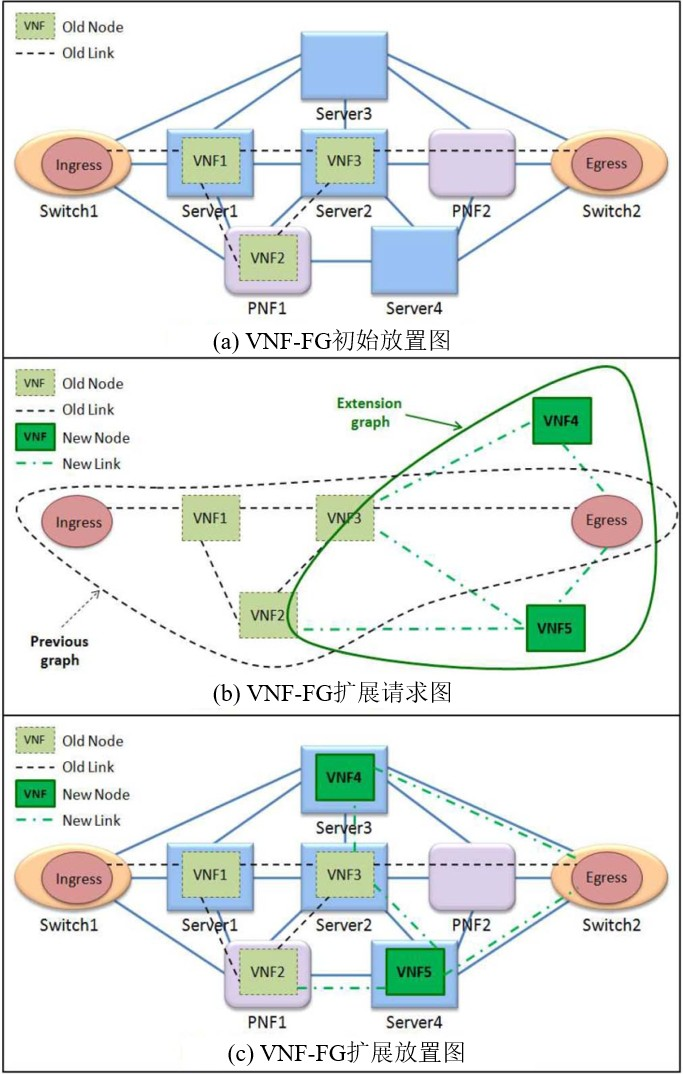 VNF Old Node
Old Link
Server3
Ingress VNF1 VNF3 Egress
Switch1 Server1 Server2 PNF2 Switch2
VNF2
PNF1 Server4
(a) VNF-FG初始放置图
VNF Old Node
Old Link
VNF New Node
New Link
Extension
graph
VNF4
Ingress VNF1 VNF3 Egress
VNF2 VNF5
Previous
graph
(b) VNF-FG扩展请求图
VNF Old Node
Old Link
VNF New Node
New Link
VNF4
Server3
Ingress VNF1 VNF3 Egress
Switch1 Server1 Server2 PNF2 Switch2
VNF2 VNF5
PNF1 Server4
(c) VNF-FG扩展放置图